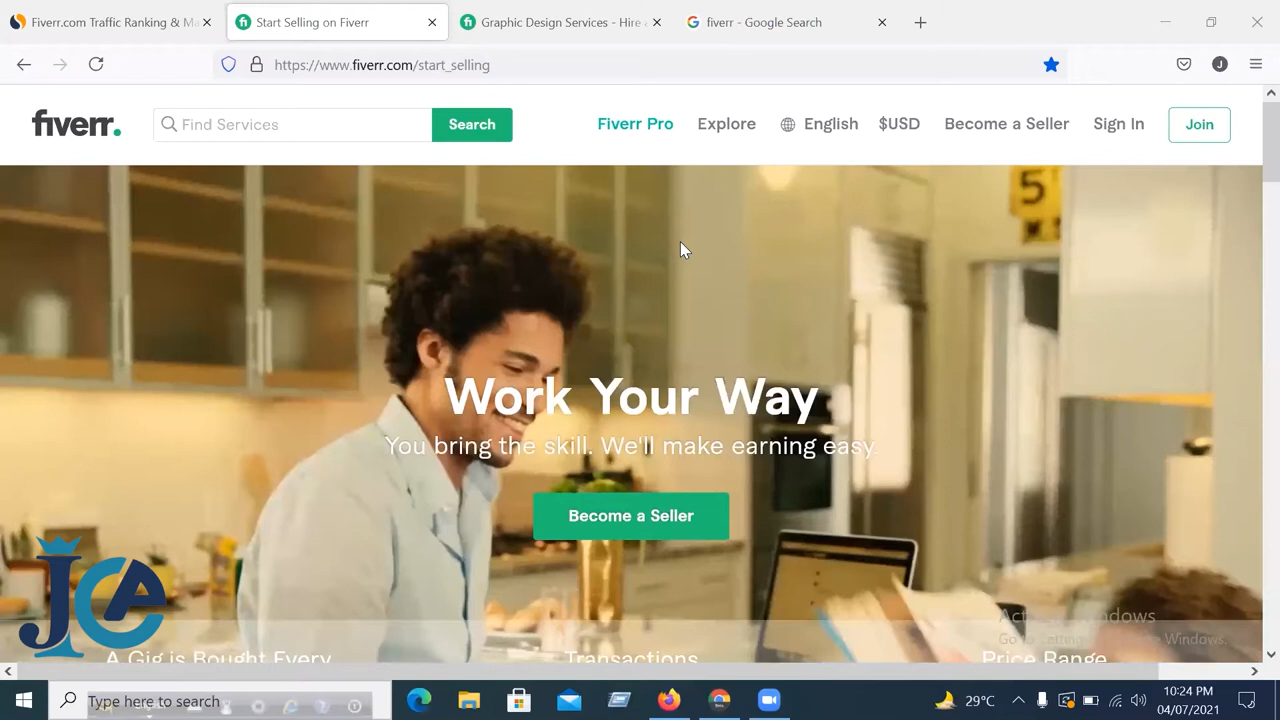 Fiverr.com Traffic Ranking & Ma
Start Selling on Fiverr
Graphic Design Services - Hire
fiverr - Google Search
https://www.fiverr.com/start_selling
J
fiverr.
Find Services
Search
Fiverr Pro
Explore
English
$USD
Become a Seller
Sign In
Join
5
Work Your Way
You bring the skill. We'll make earning easy.
Become a Seller
JCA
Activate Windows
Go to Settings to activate Windows.
A Gig is Bought Every
Transactions
Price Range
Type here to search
29°C
10:24 PM
04/07/2021